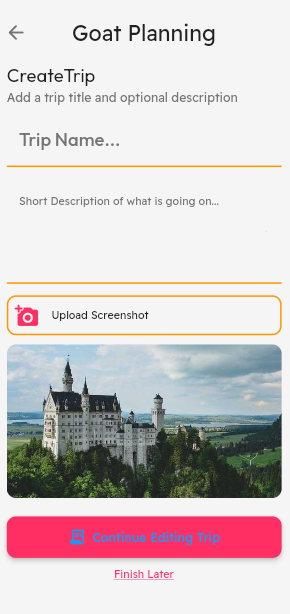 Goat Planning
CreateTrip
Add a trip title and optional description
Trip Name...
Short Description of what is going on...
Upload Screenshot
Continue Editing Trip
Finish Later